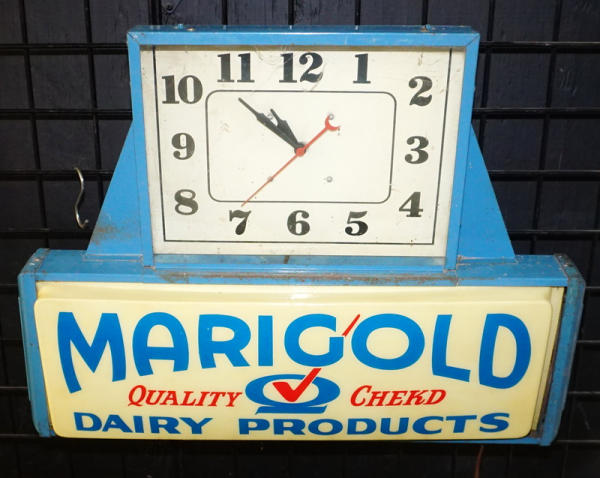 11 12 1
10 2
9 3
8 4
7 6 5
MARIGOLD
QUALITY CHEKD
DAIRY PRODUCTS